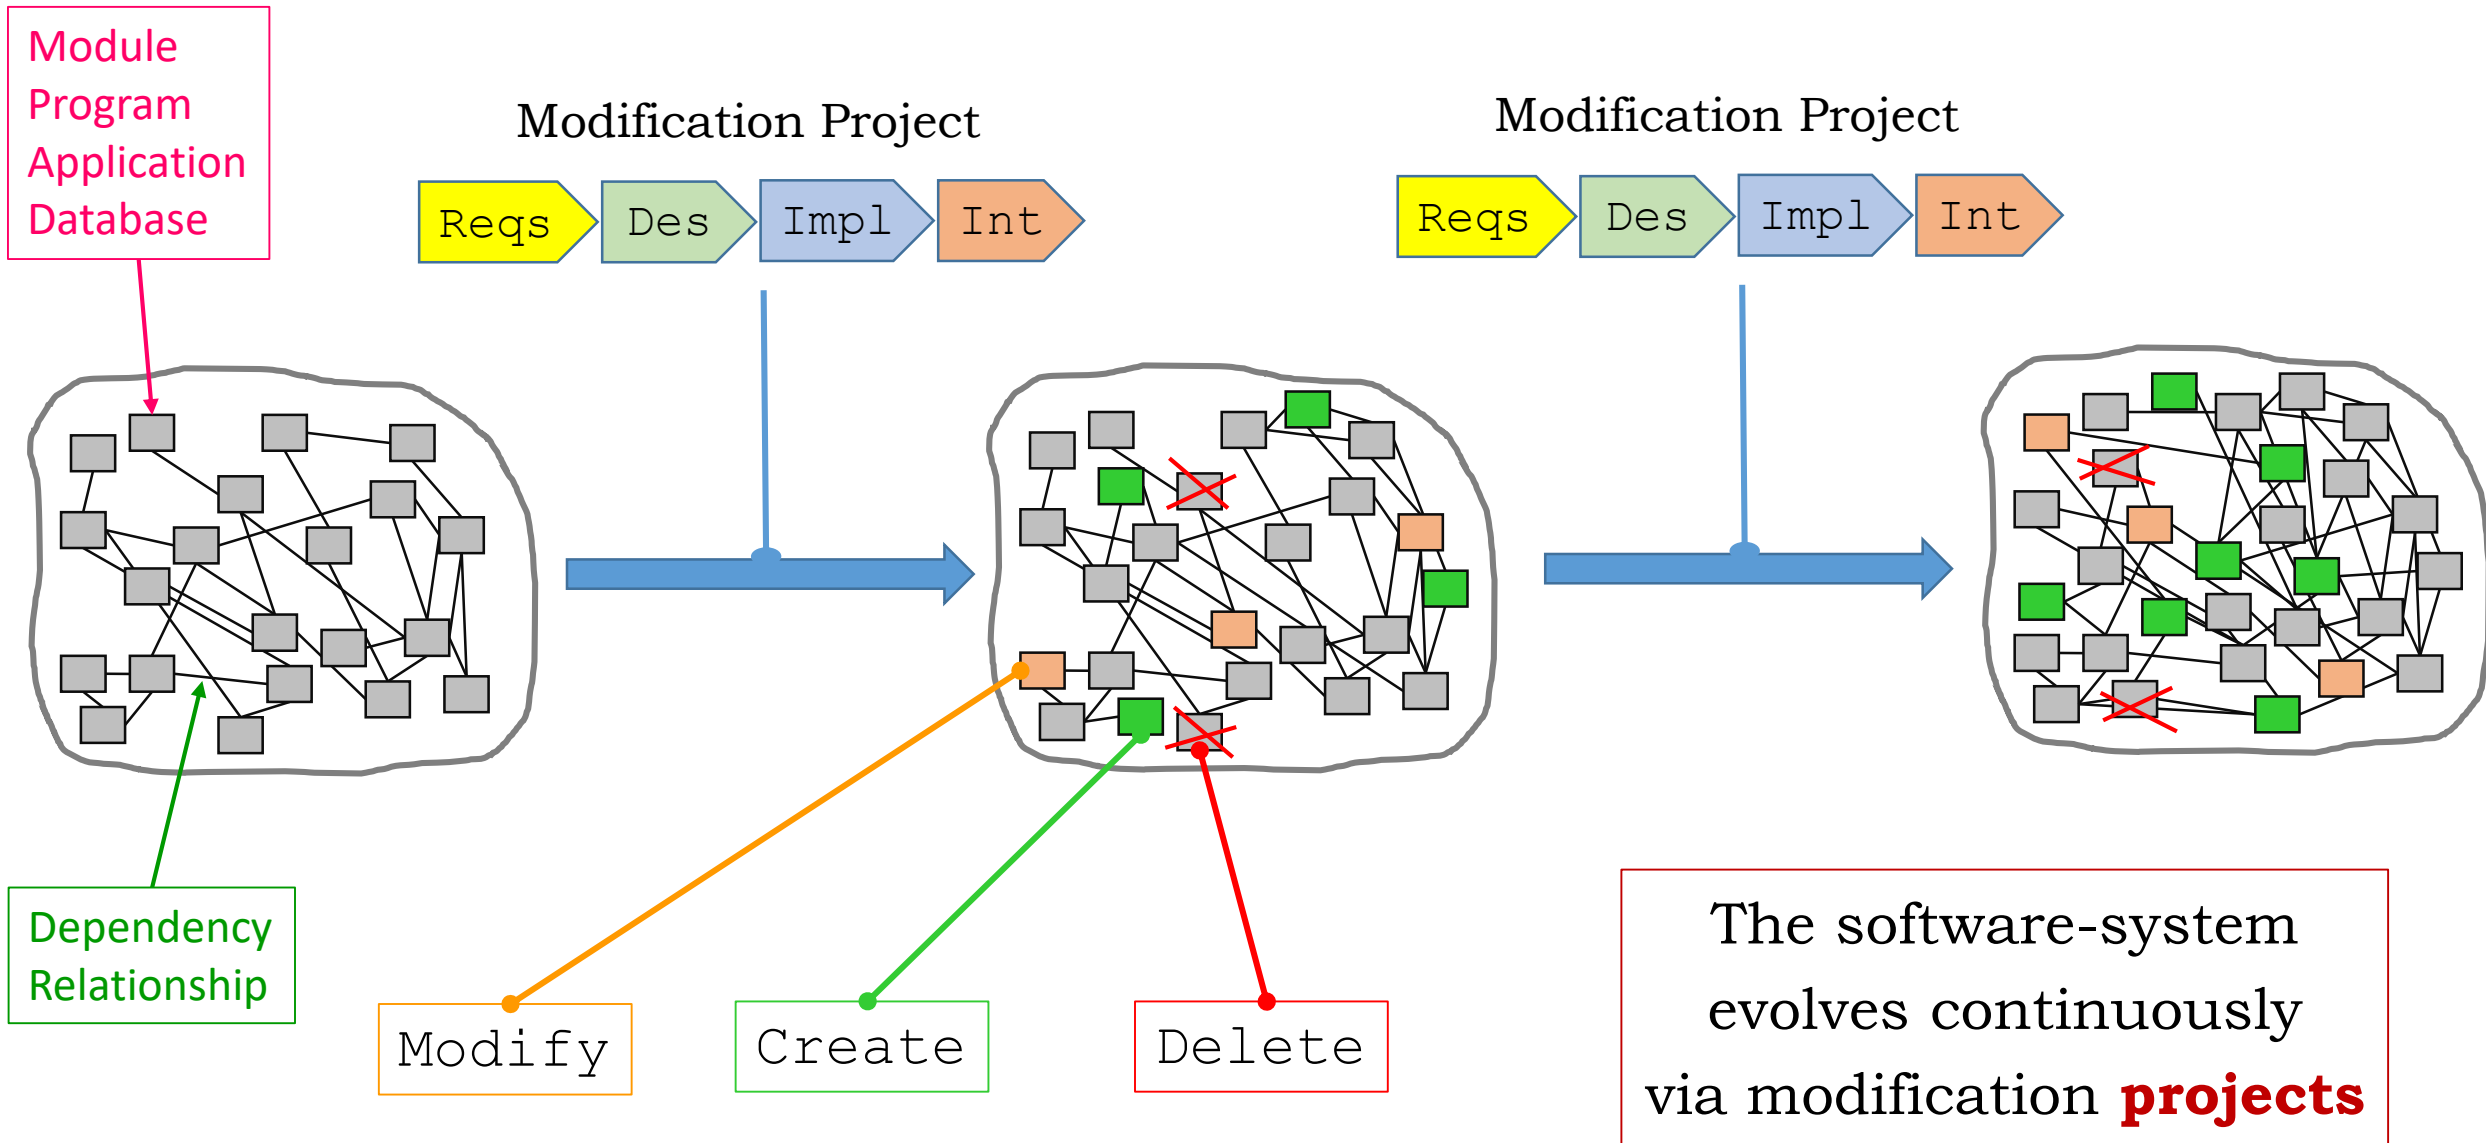 Module
Program
Application
Database
Modification Project
Reqs
Des
Impl
Int
Modification Project
Reqs
Des
Impl
Int
Dependency
Relationship
Modify
Create
Delete
The software-system
evolves continuously
via modification projects